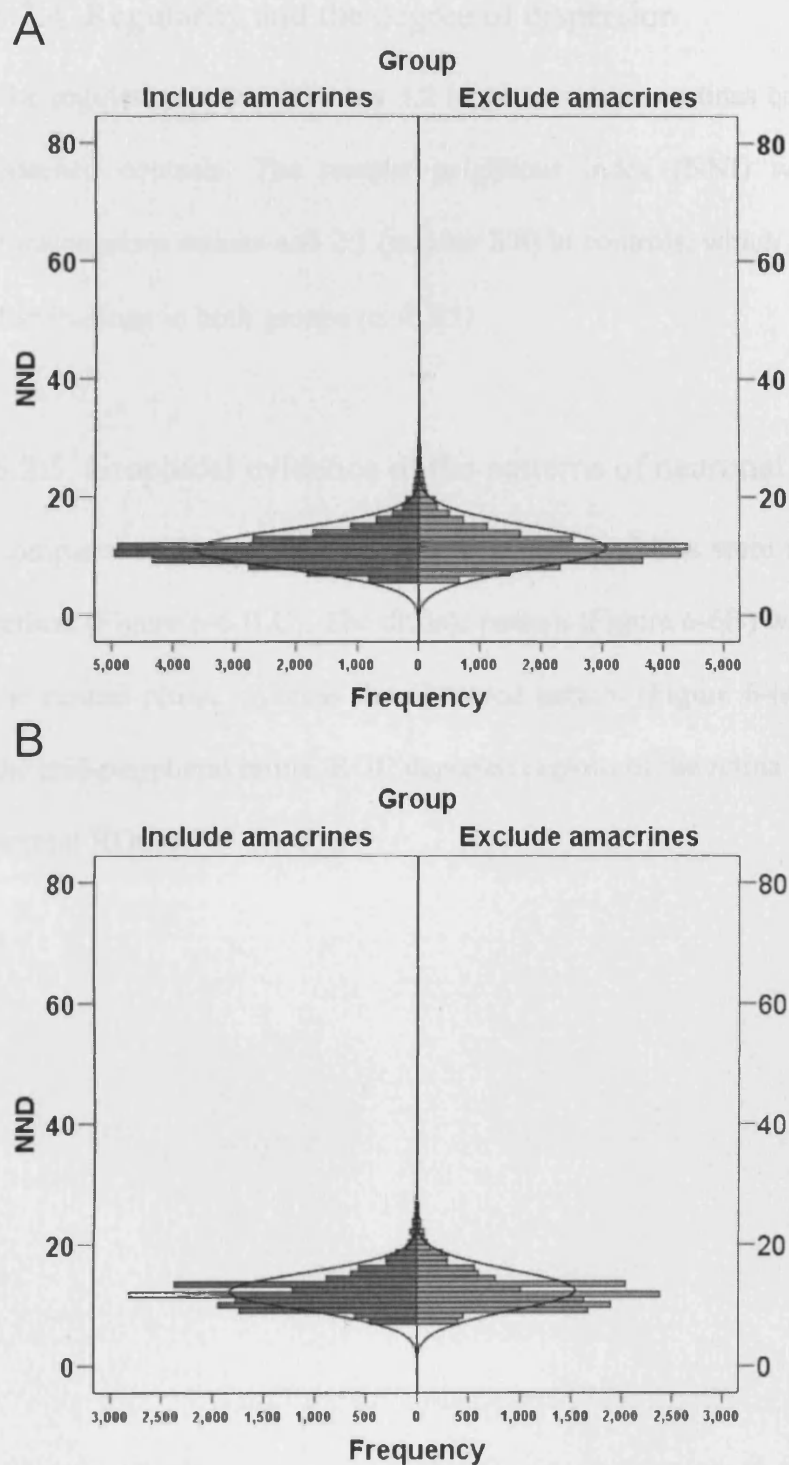 A
Group
Include amacrines Exclude amacrines
80 80
60 60
NND
40 40
20 20
0 0
5,000 4,000 3,000 2,000 1,000 0 1,000 2,000 3,000 4,000 5,000
Frequency
B
Group
Include amacrines Exclude amacrines
80 80
60 60
NND
40 40
20 20
0 0
3,000 2,500 2,000 1,500 1,000 500 0 500 1,000 1,500 2,000 2,500 3,000
Frequency